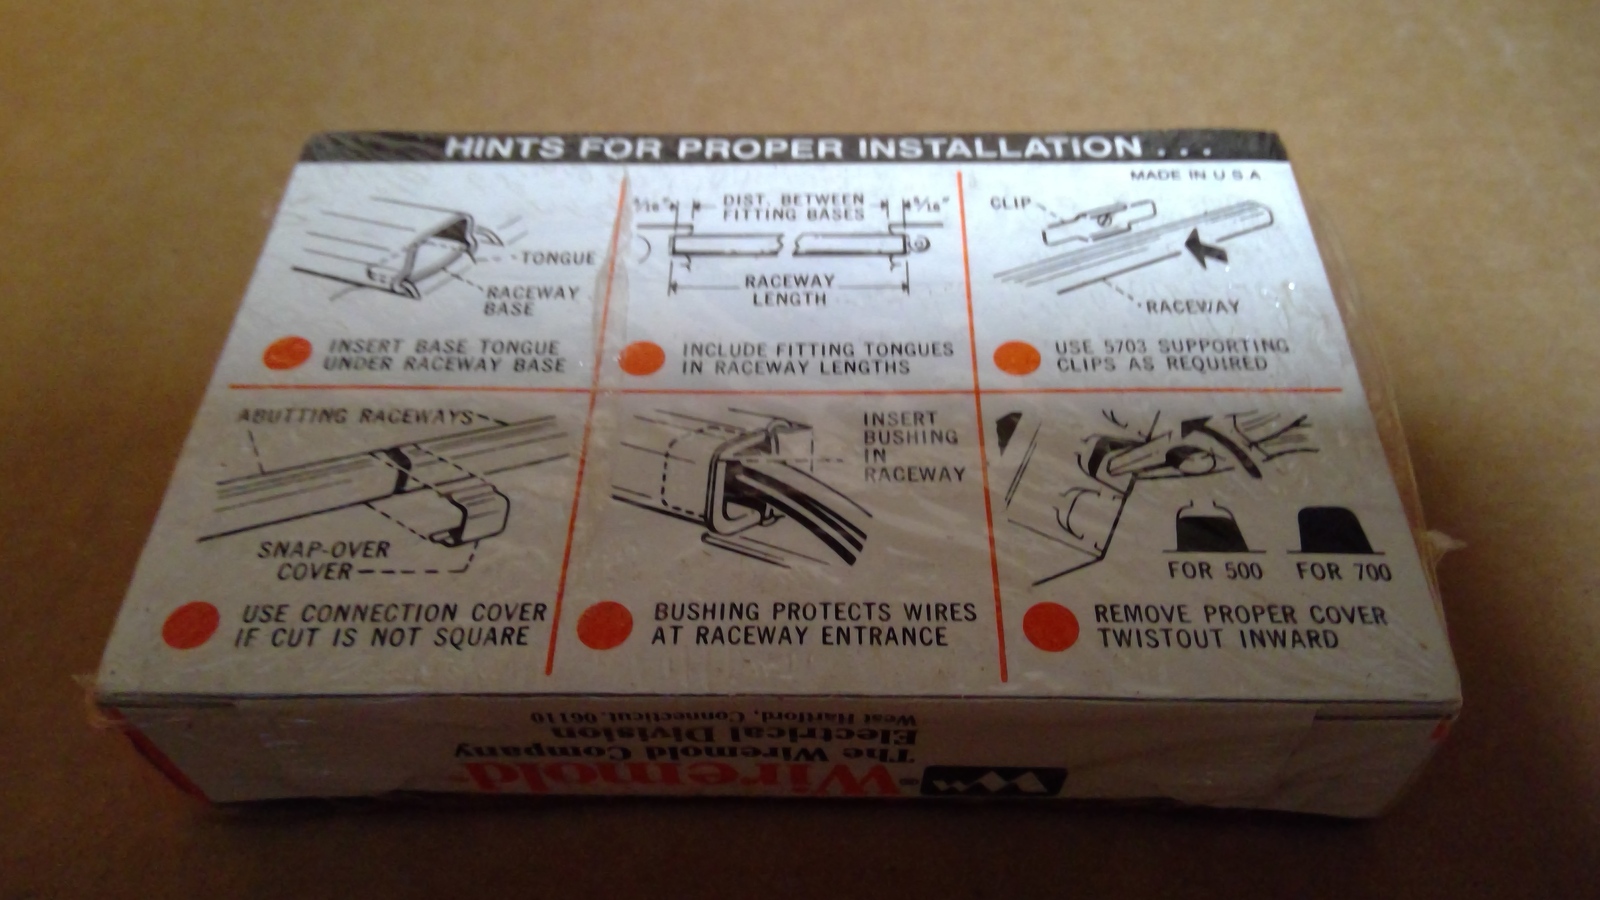 HINTS FOR PROPER INSTALLATION . . .
MADE IN U S A
TONGUE
RACEWAY
BASE
INSERT BASE TONGUE
UNDER RACEWAY BASE
DIST. BETWEEN
FITTING BASES
RACEWAY
LENGTH
INCLUDE FITTING TONGUES
IN RACEWAY LENGTHS
CLIP
RACEWAY
USE 5703 SUPPORTING
CLIPS AS REQUIRED
ABUTTING RACEWAYS
SNAP-OVER
COVER
USE CONNECTION COVER
IF CUT IS NOT SQUARE
INSERT
BUSHING
IN
RACEWAY
BUSHING PROTECTS WIRES
AT RACEWAY ENTRANCE
FOR 500
FOR 700
REMOVE PROPER COVER
TWISTOUT INWARD
Wiremold®
The Wiremold Company
Electrical Division
West Hartford, Connecticut. 06110